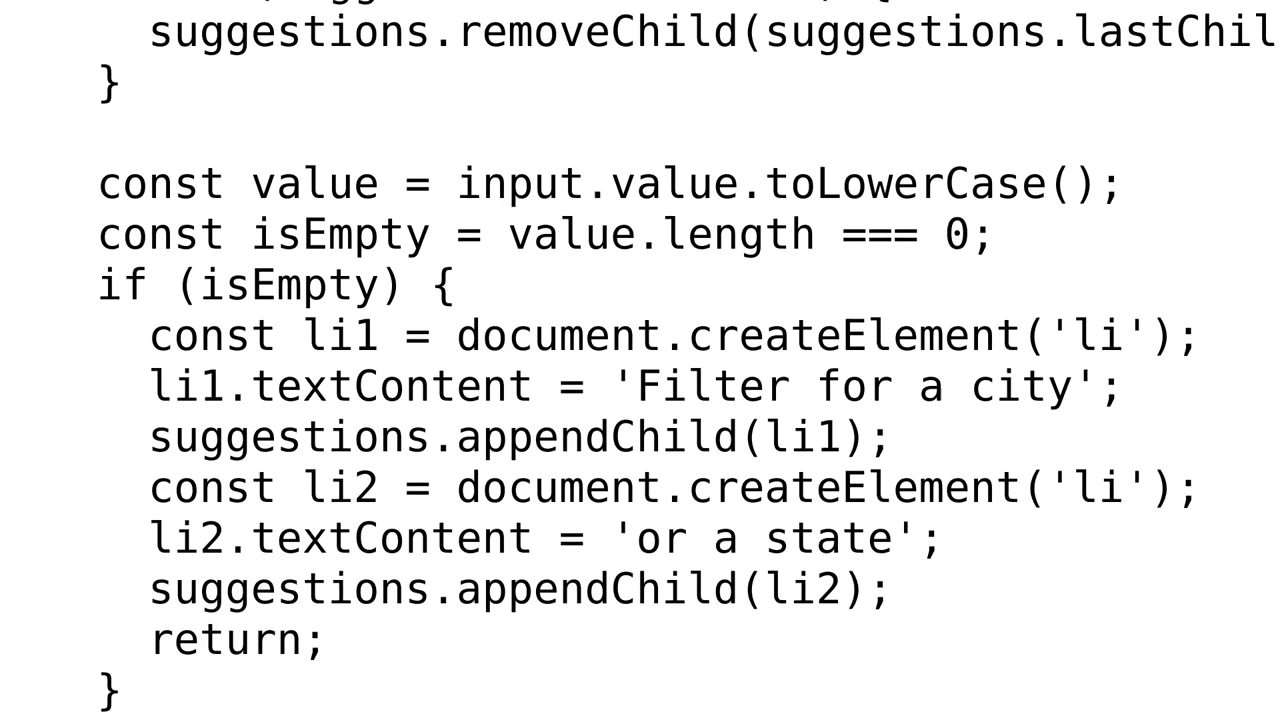 suggestions.removeChild(suggestions.lastChil
}
const value = input.value.toLowerCase();
const isEmpty = value.length === 0;
if (isEmpty) {
const li1 = document.createElement('li');
li1.textContent = 'Filter for a city';
suggestions.appendChild(li1);
const li2 = document.createElement('li');
li2.textContent = 'or a state';
suggestions.appendChild(li2);
return;
}